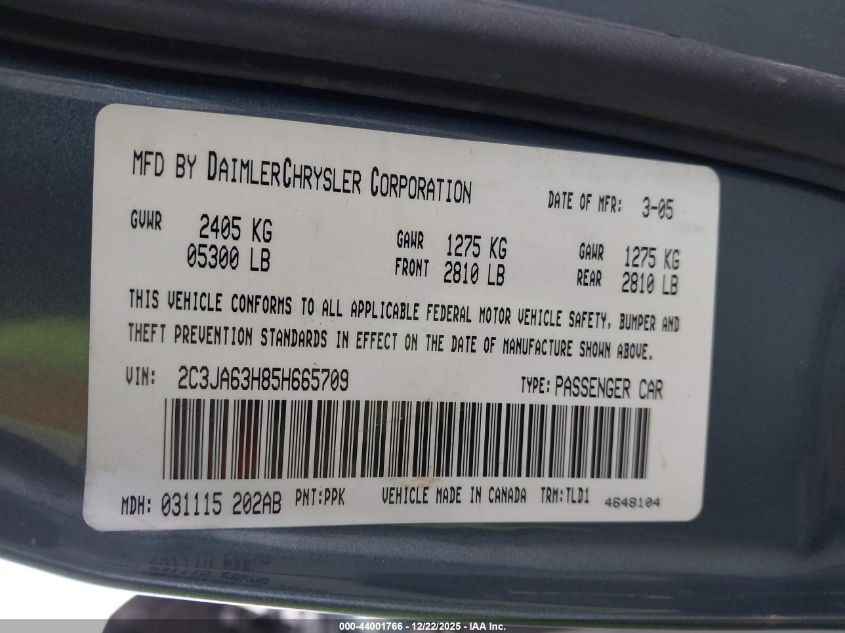 MFD BY DAIMLERCHRYSLER CORPORATION DATE OF MFR: 3-05
GVWR 2405 KG GAWR 1275 KG GAWR 1275 KG
05300 LB FRONT 2810 LB REAR 2810 LB
THIS VEHICLE CONFORMS TO ALL APPLICABLE FEDERAL MOTOR VEHICLE SAFETY, BUMPER AND
THEFT PREVENTION STANDARDS IN EFFECT ON THE DATE OF MANUFACTURE SHOWN ABOVE.
VIN: 2C3JA63H85H665709 TYPE: PASSENGER CAR
MDH: 031115 202AB PNT:PPK VEHICLE MADE IN CANADA TRM:TLD1 4648104
000-44001766 - 12/22/2025 - IAA Inc.